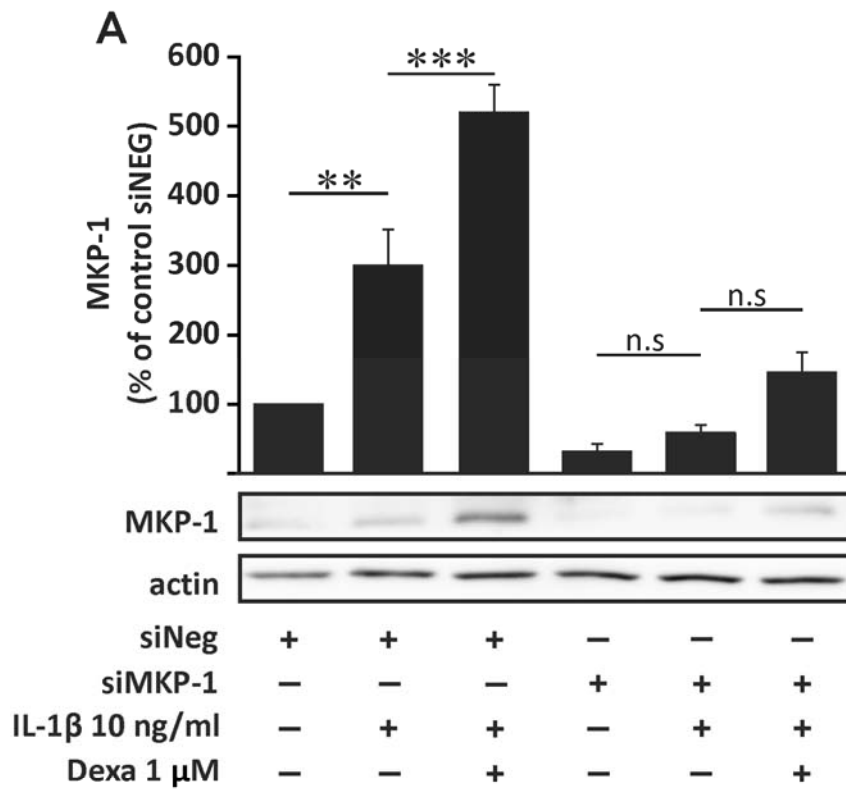 A
600
500
400
300
200
100
MKP-1
(% of control siNEG)
**
***
n.s
n.s
MKP-1
actin
siNeg + + + – – –
siMKP-1 – – – + + +
IL-1β 10 ng/ml – + + – + +
Dexa 1 μM – – + – – +